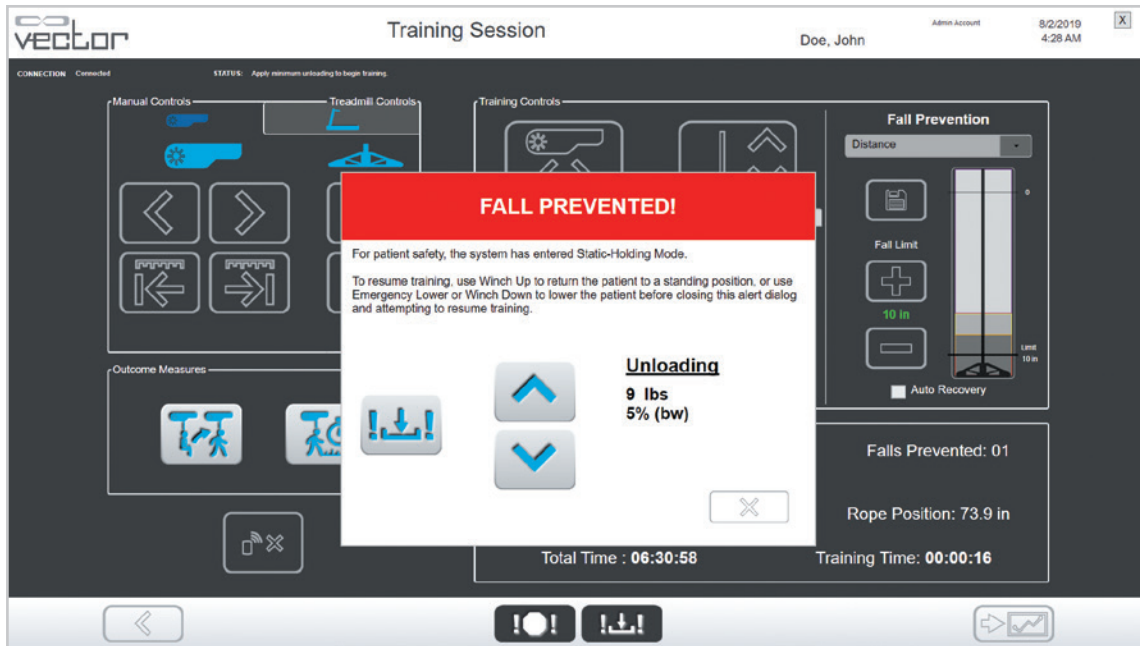 vector
Training Session
Doe, John
Admin Account
8/2/2019
4:28 AM
X
CONNECTION Connected
STATUS: Apply minimum unloading to begin training.
Manual Controls
Treadmill Controls
Training Controls
Fall Prevention
Distance
0
Fall Limit
10 in
Limit
10 in
Auto Recovery
FALL PREVENTED!
For patient safety, the system has entered Static-Holding Mode.
To resume training, use Winch Up to return the patient to a standing position, or use
Emergency Lower or Winch Down to lower the patient before closing this alert dialog
and attempting to resume training.
Unloading
9 lbs
5% (bw)
Outcome Measures
Falls Prevented: 01
Rope Position: 73.9 in
Total Time : 06:30:58
Training Time: 00:00:16